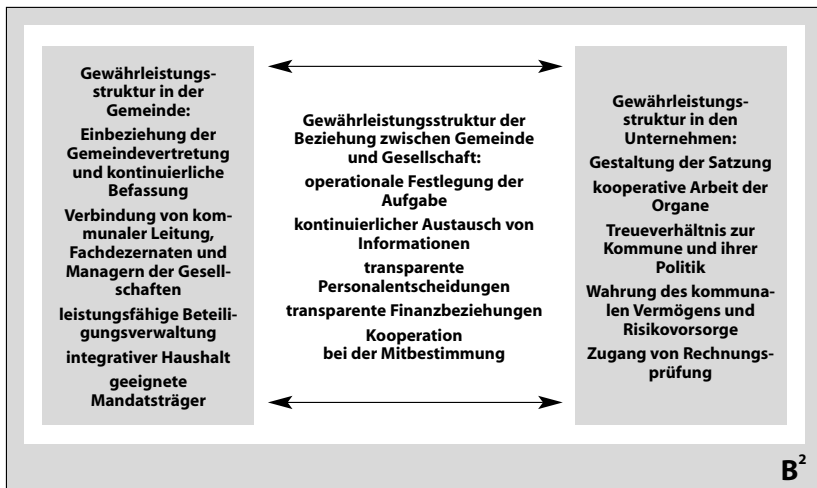 Gewährleistungs-
struktur in der
Gemeinde:
Einbeziehung der
Gemeindevertretung
und kontinuierliche
Befassung
Verbindung von kom-
munaler Leitung,
Fachdezernaten und
Managern der Gesell-
schaften
leistungsfähige Beteili-
gungsverwaltung
integrativer Haushalt
geeignete
Mandatsträger
Gewährleistungsstruktur der
Beziehung zwischen Gemeinde
und Gesellschaft:
operationale Festlegung der
Aufgabe
kontinuierlicher Austausch von
Informationen
transparente
Personalentscheidungen
transparente Finanzbeziehungen
Kooperation
bei der Mitbestimmung
Gewährleistungs-
struktur in den
Unternehmen:
Gestaltung der Satzung
kooperative Arbeit der
Organe
Treueverhältnis zur
Kommune und ihrer
Politik
Wahrung des kommuna-
len Vermögens und
Risikovorsorge
Zugang von Rechnungs-
prüfung
B²